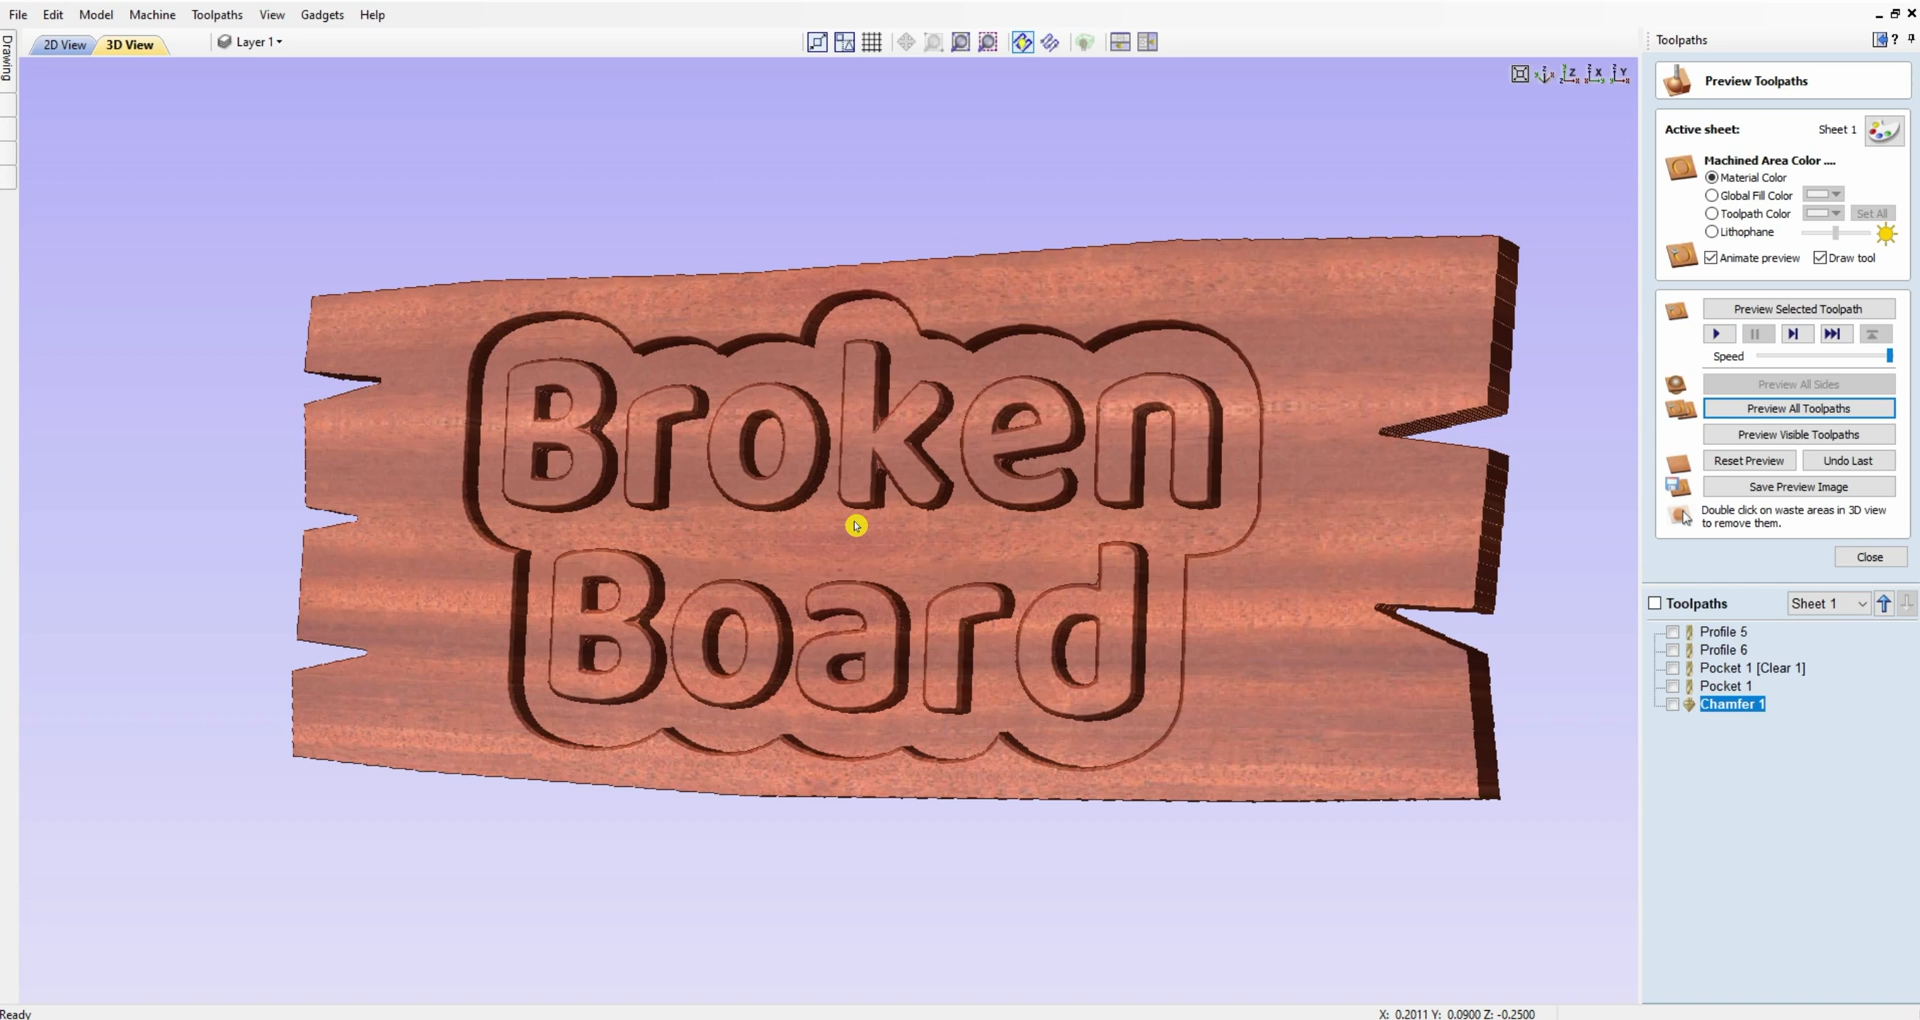 File Edit Model Machine Toolpaths View Gadgets Help
2D View 3D View Layer 1
Drawing
Toolpaths
Preview Toolpaths
Active sheet: Sheet 1
Machined Area Color ....
Material Color
Global Fill Color
Toolpath Color Set All
Lithophane
Animate preview Draw tool
Preview Selected Toolpath
Speed
Preview All Sides
Preview All Toolpaths
Preview Visible Toolpaths
Reset Preview Undo Last
Save Preview Image
Double click on waste areas in 3D view
to remove them.
Close
Toolpaths Sheet 1
Profile 5
Profile 6
Pocket 1 [Clear 1]
Pocket 1
Chamfer 1
Broken
Board
Ready
X: 0.2011 Y: 0.0900 Z: -0.2500